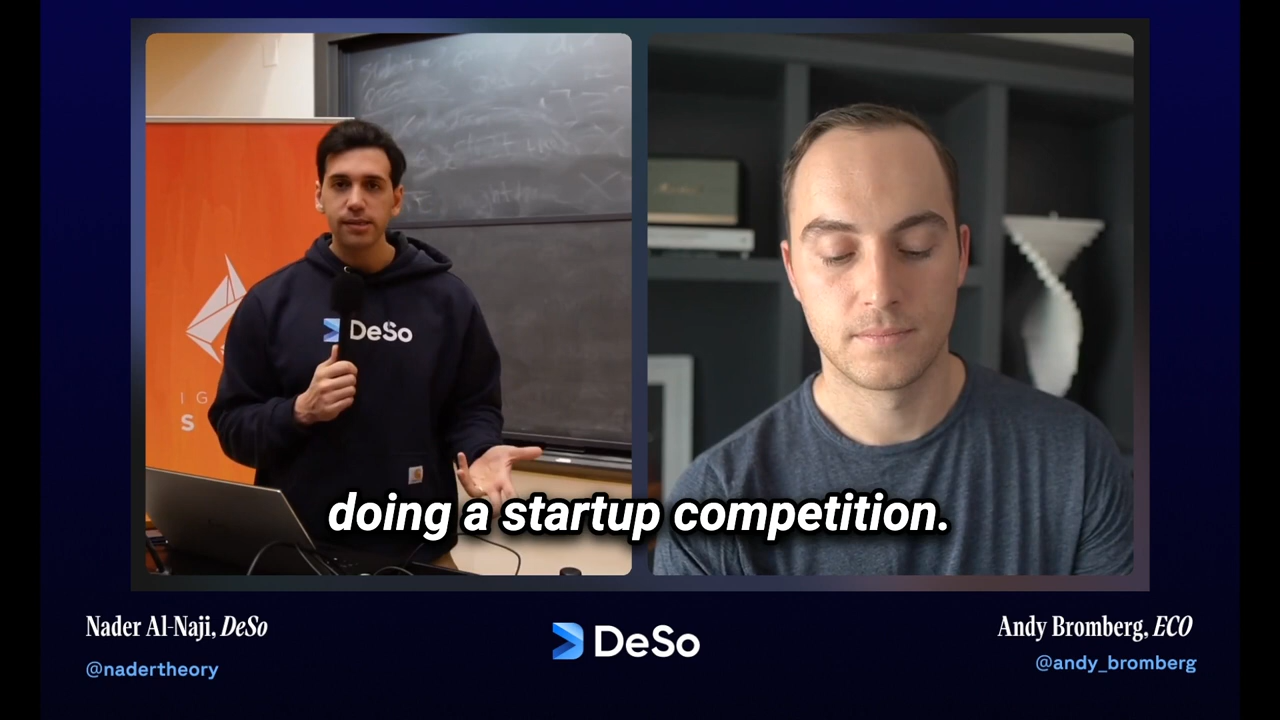 DeSo
I G
S
doing a startup competition.
Nader Al-Naji, DeSo
@nadertheory
DeSo
Andy Bromberg, ECO
@andy_bromberg